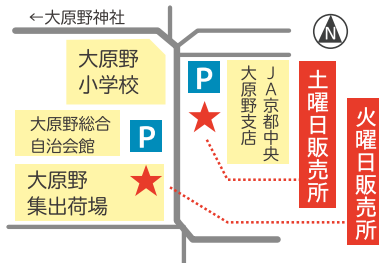 ←大原野神社
N
大原野
小学校
P
ＪＡ京都中央
大原野支店
土曜日販売所
大原野総合
自治会館
P
火曜日販売所
大原野
集出荷場